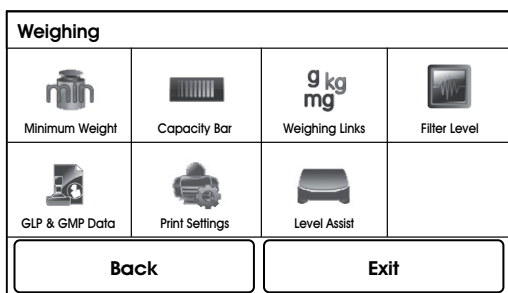 Weighing
min
g kg
mg
Minimum Weight Capacity Bar Weighing Links Filter Level
GLP & GMP Data Print Settings Level Assist
Back Exit